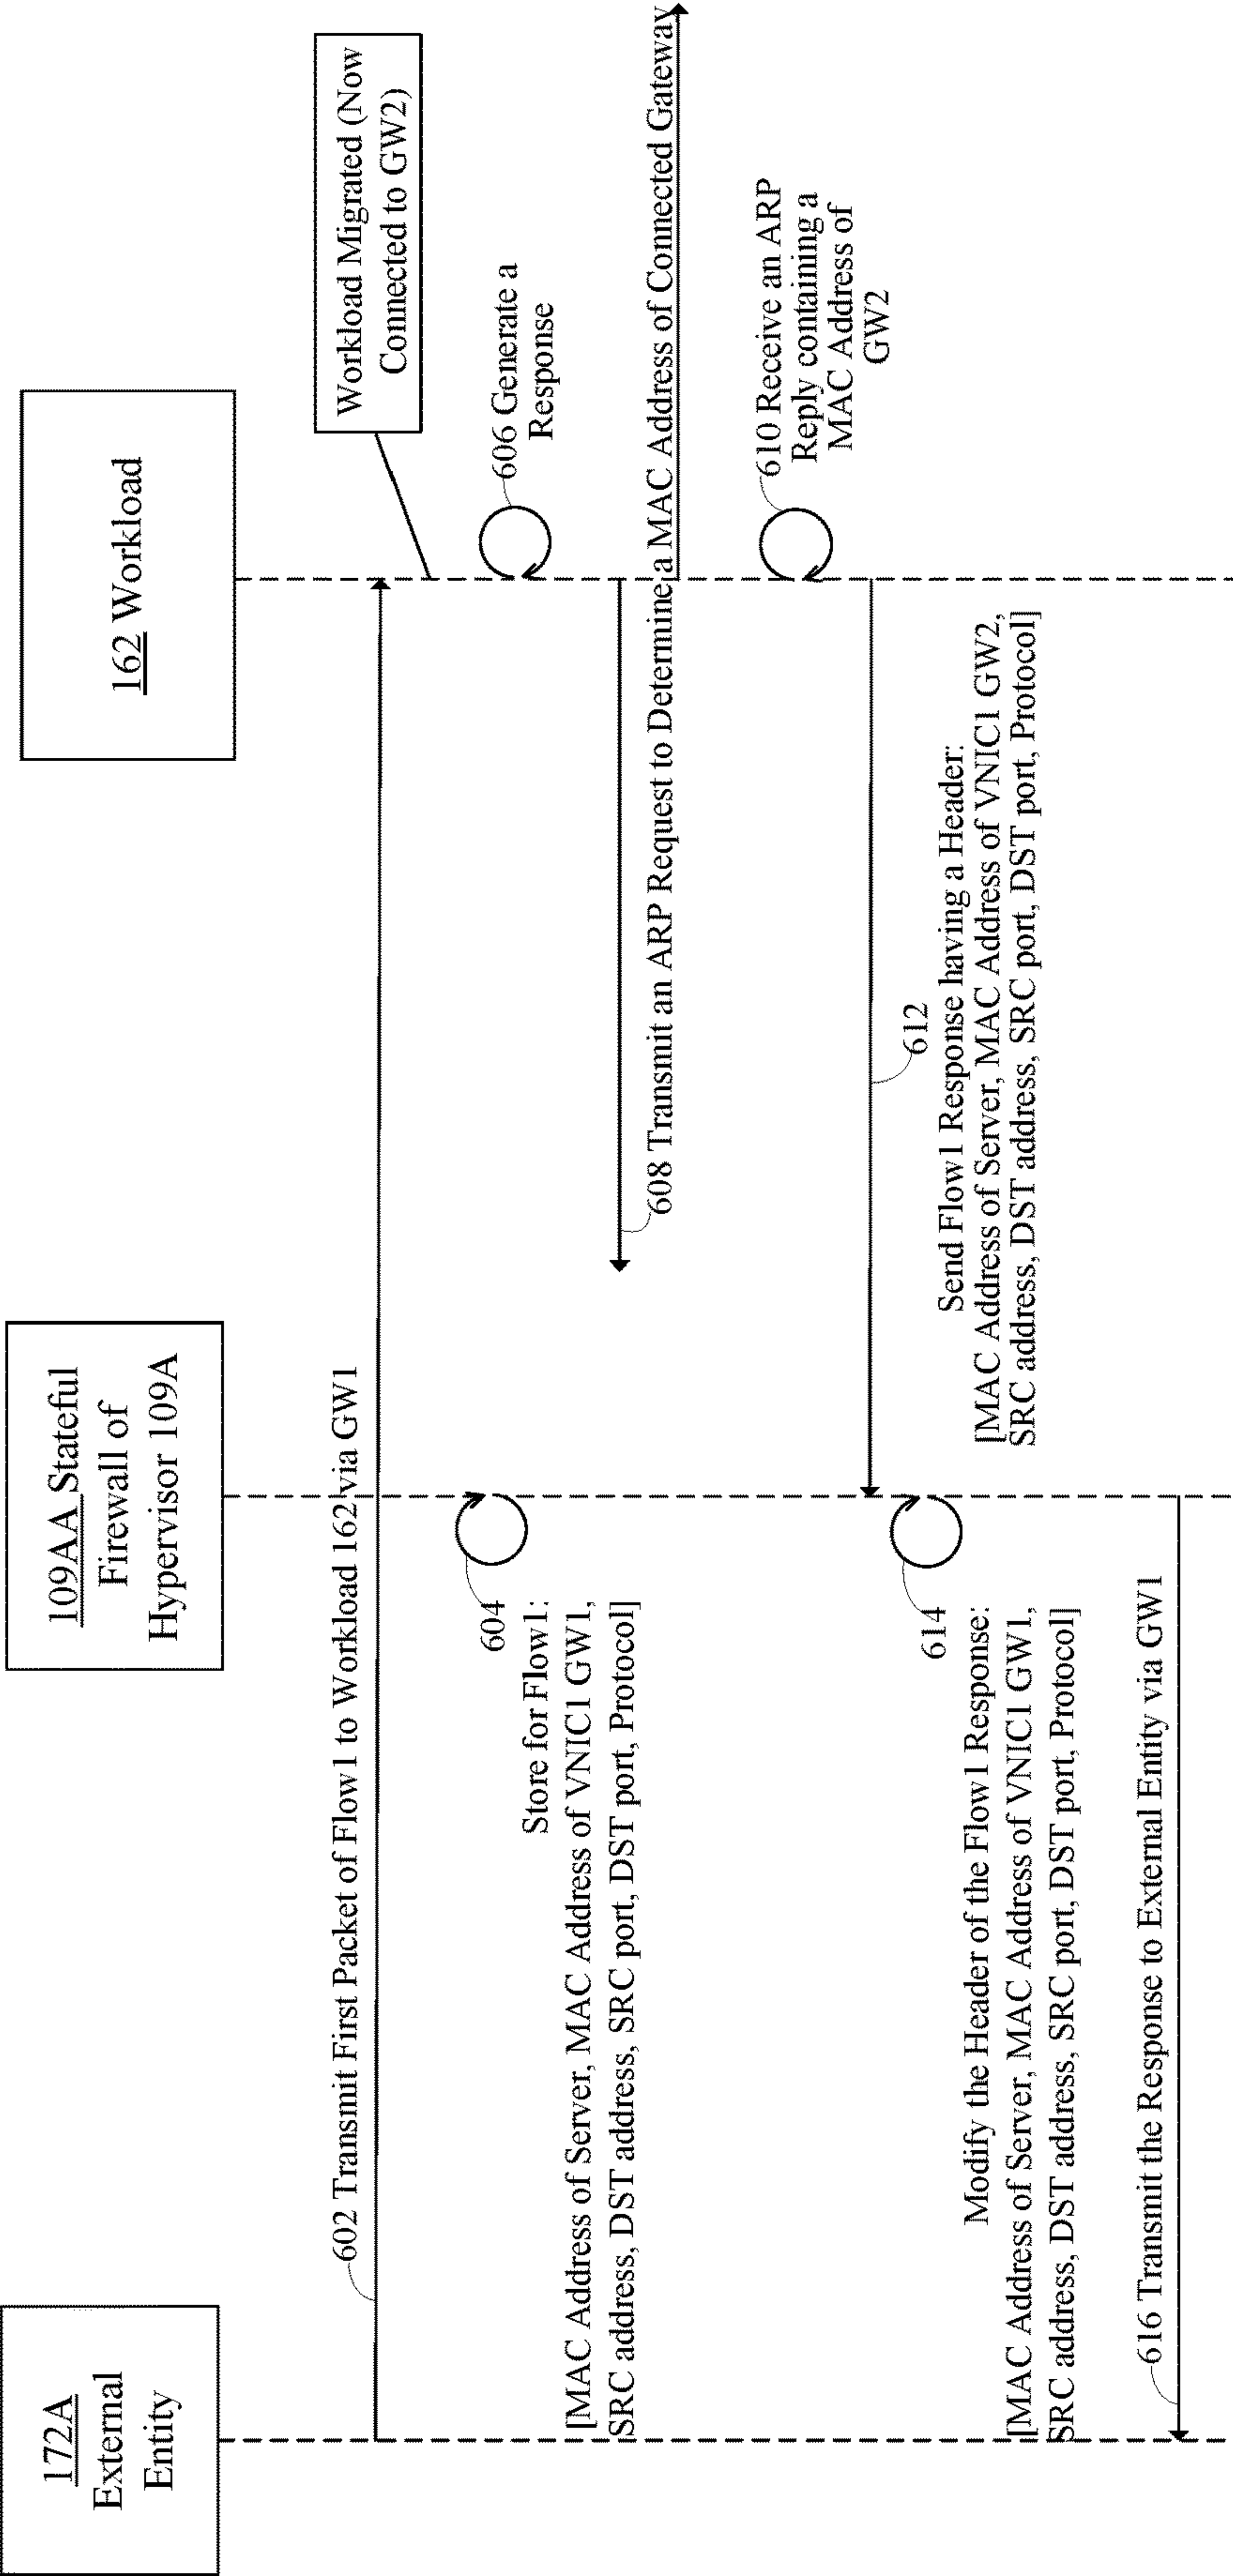 172A
External
Entity
109AA Stateful
Firewall of
Hypervisor 109A
162 Workload
602 Transmit First Packet of Flow1 to Workload 162 via GW1
Workload Migrated (Now
Connected to GW2)
604
Store for Flow1:
[MAC Address of Server, MAC Address of VNIC1 GW1,
SRC address, DST address, SRC port, DST port, Protocol]
606 Generate a
Response
608 Transmit an ARP Request to Determine a MAC Address of Connected Gateway
610 Receive an ARP
Reply containing a
MAC Address of
GW2
612
Send Flow1 Response having a Header:
[MAC Address of Server, MAC Address of VNIC1 GW2,
SRC address, DST address, SRC port, DST port, Protocol]
614
Modify the Header of the Flow1 Response:
[MAC Address of Server, MAC Address of VNIC1 GW1,
SRC address, DST address, SRC port, DST port, Protocol]
616 Transmit the Response to External Entity via GW1